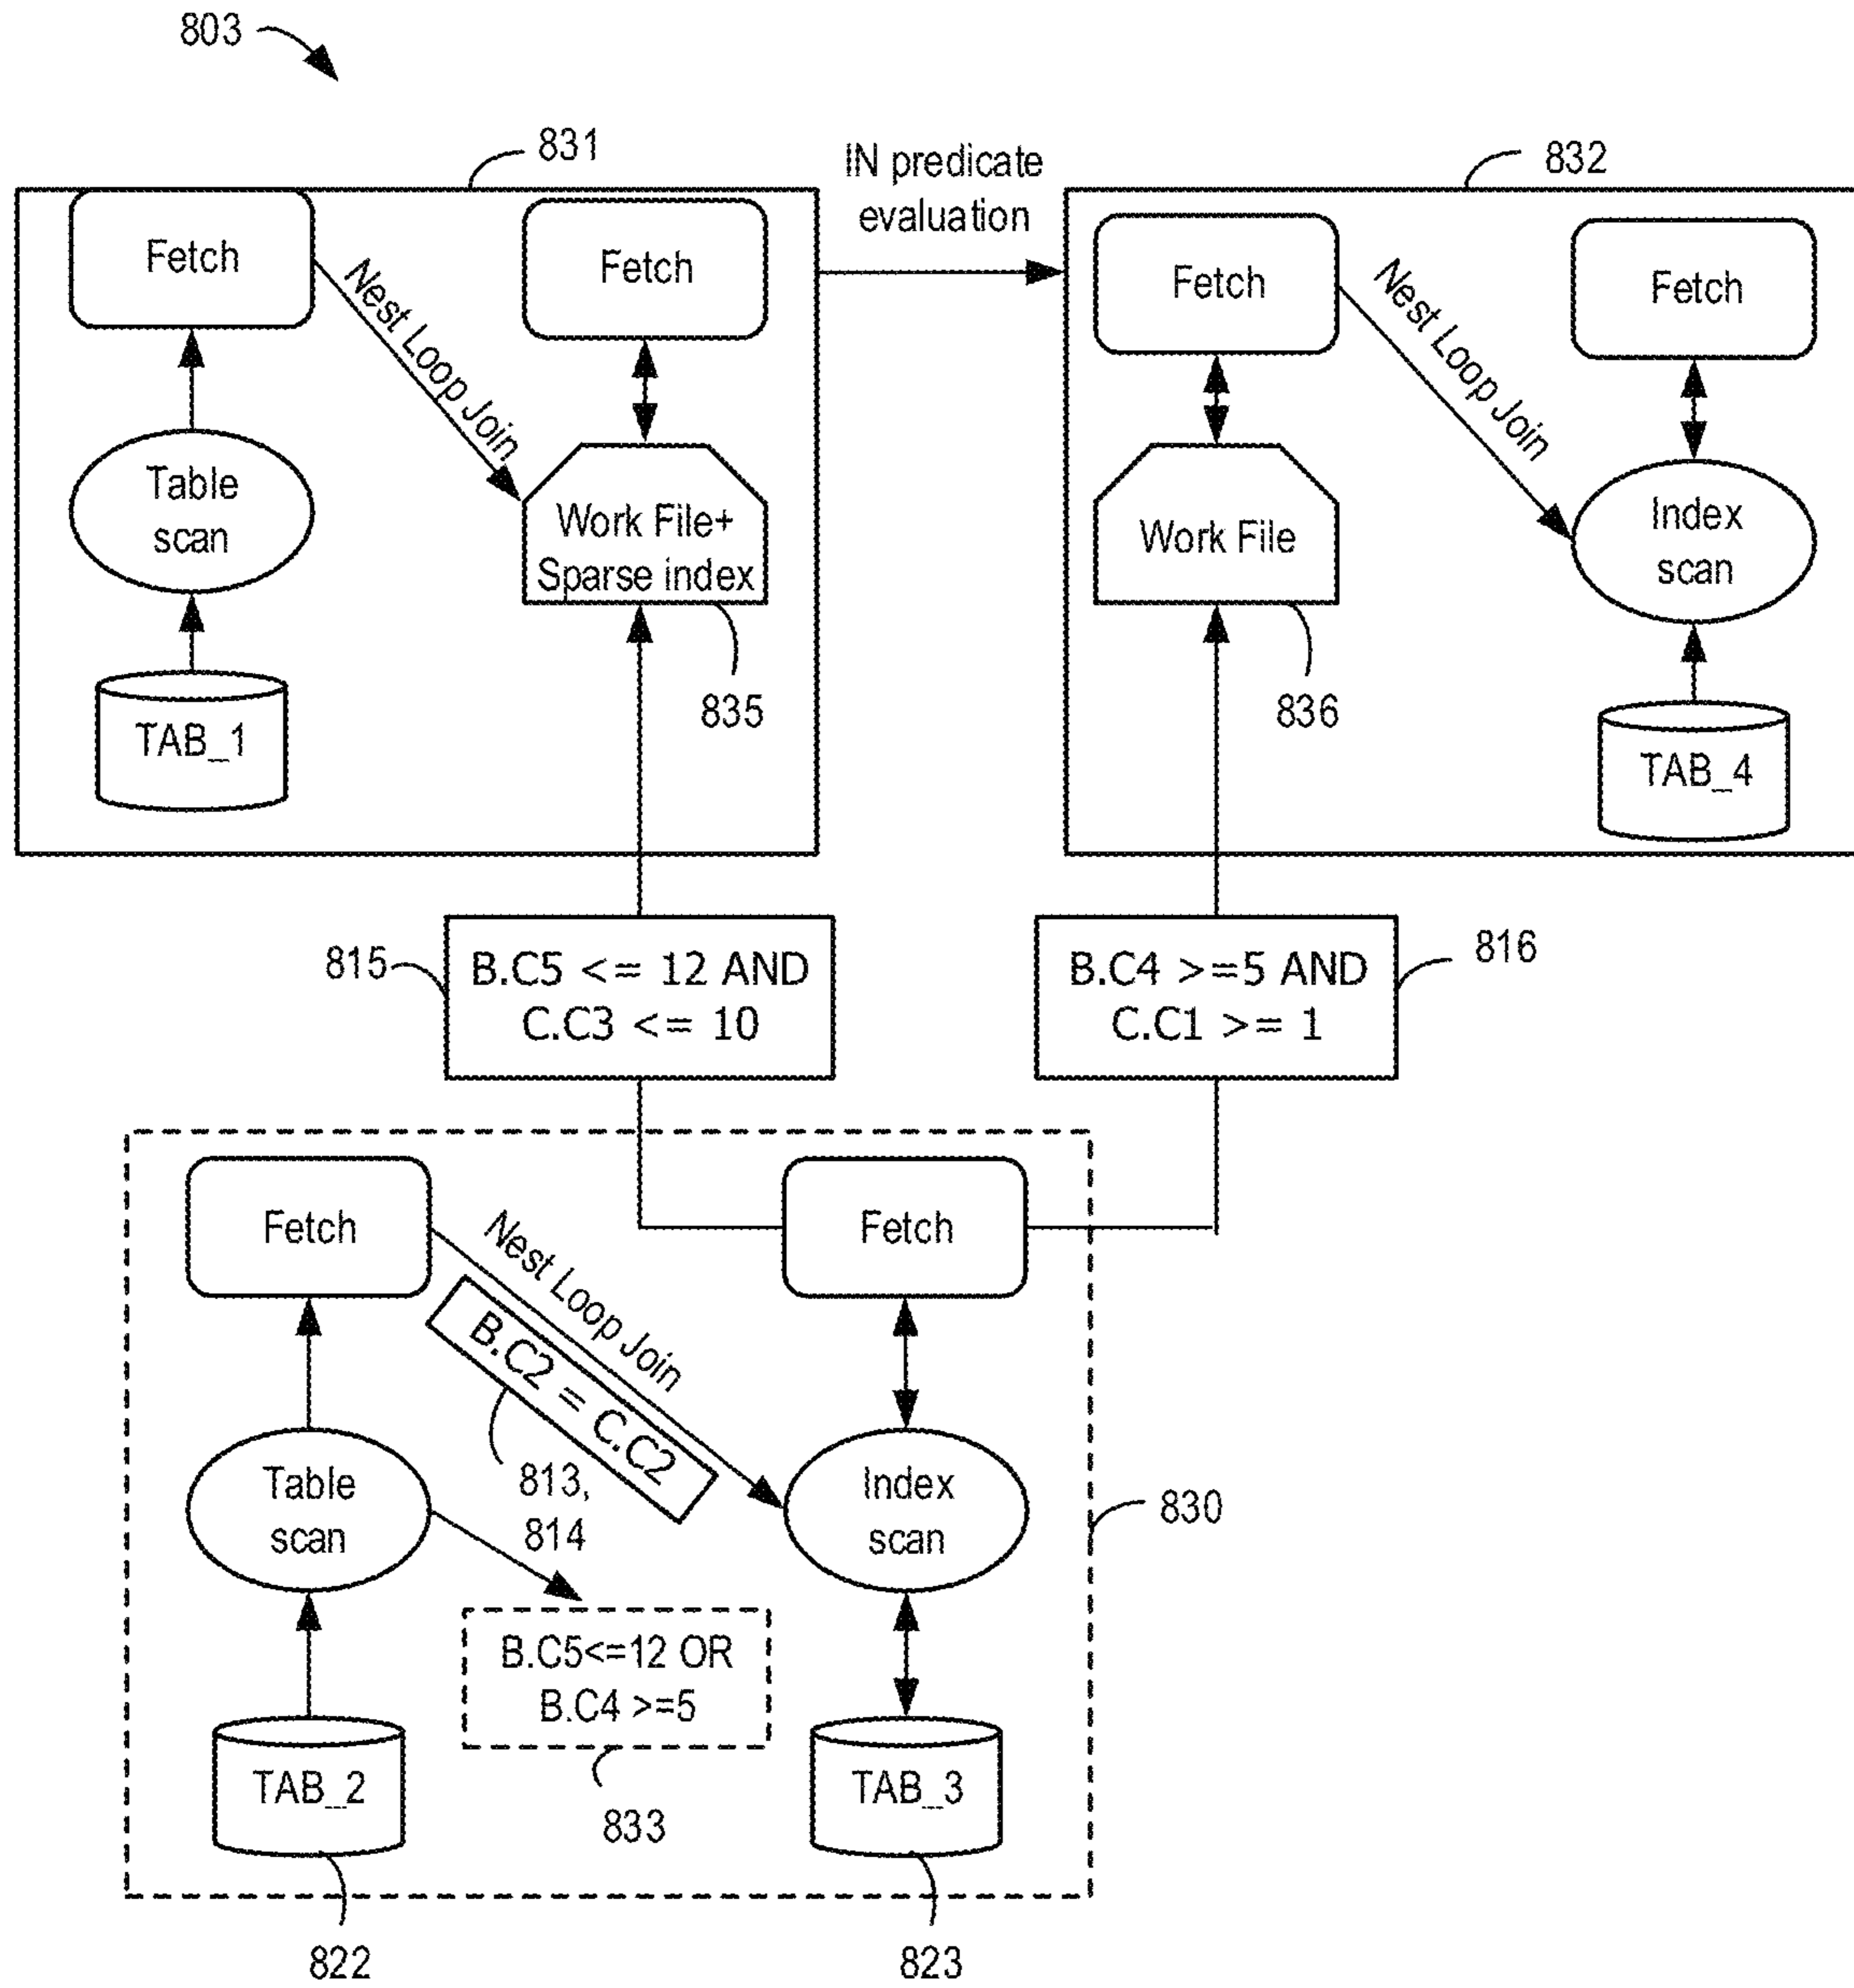 803
831
IN predicate
evaluation
832
Fetch
Nest Loop Join
Fetch
Fetch
Nest Loop Join
Fetch
Table
scan
Work File+
Sparse index
Work File
Index
scan
835
836
TAB_1
TAB_4
815
B.C5 <= 12 AND
C.C3 <= 10
B.C4 >=5 AND
C.C1 >= 1
816
Fetch
Nest Loop Join
B.C2 = C.C2
Fetch
Table
scan
813,
814
Index
scan
830
B.C5<=12 OR
B.C4 >=5
833
TAB_2
TAB_3
822
823